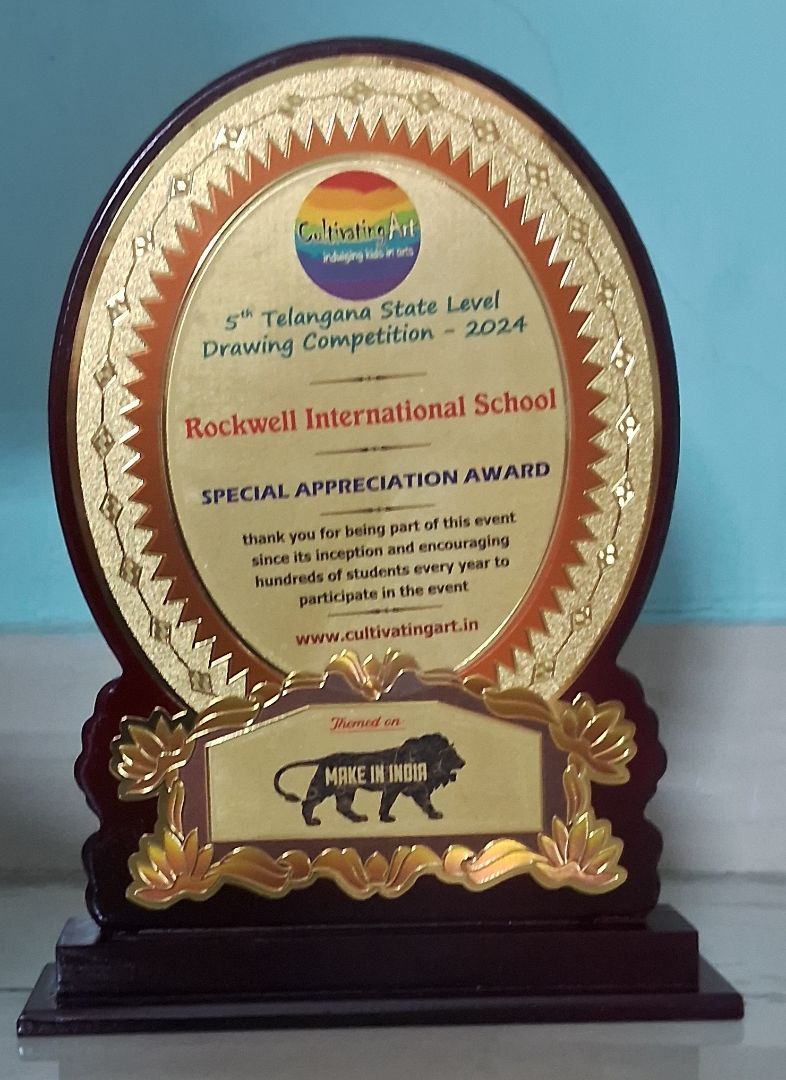 Cultivating Art
indulging kids in arts
5th Telangana State Level
Drawing Competition - 2024
Rockwell International School
SPECIAL APPRECIATION AWARD
thank you for being part of this event
since its inception and encouraging
hundreds of students every year to
participate in the event
www.cultivatingart.in
Themed on
MAKE IN INDIA